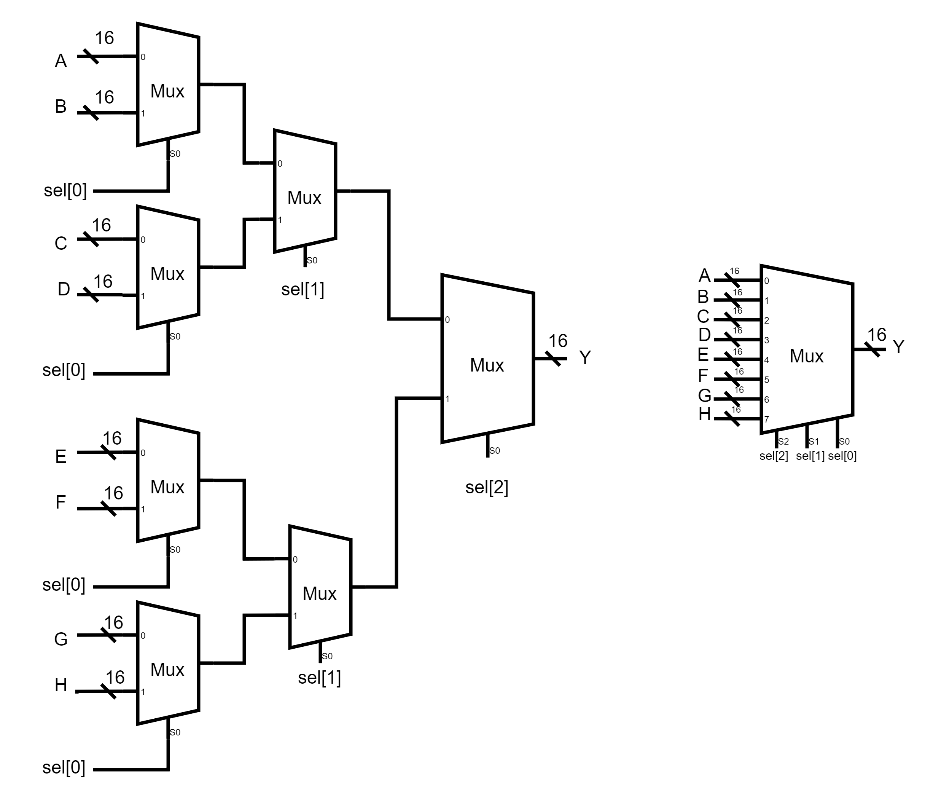 16
A
0
Mux
16
B
1
S0
sel[0]
16
C
0
Mux
16
D
1
S0
sel[0]
0
Mux
1
S0
sel[1]
16
E
0
Mux
16
F
1
S0
sel[0]
16
G
0
Mux
16
H
1
S0
sel[0]
0
Mux
1
S0
sel[1]
0
Mux
1
S0
sel[2]
16
Y
A 16 0
B 16 1
C 16 2
D 16 3
E 16 4
F 16 5
G 16 6
H 16 7
Mux
16
Y
S2 S1 S0
sel[2] sel[1] sel[0]